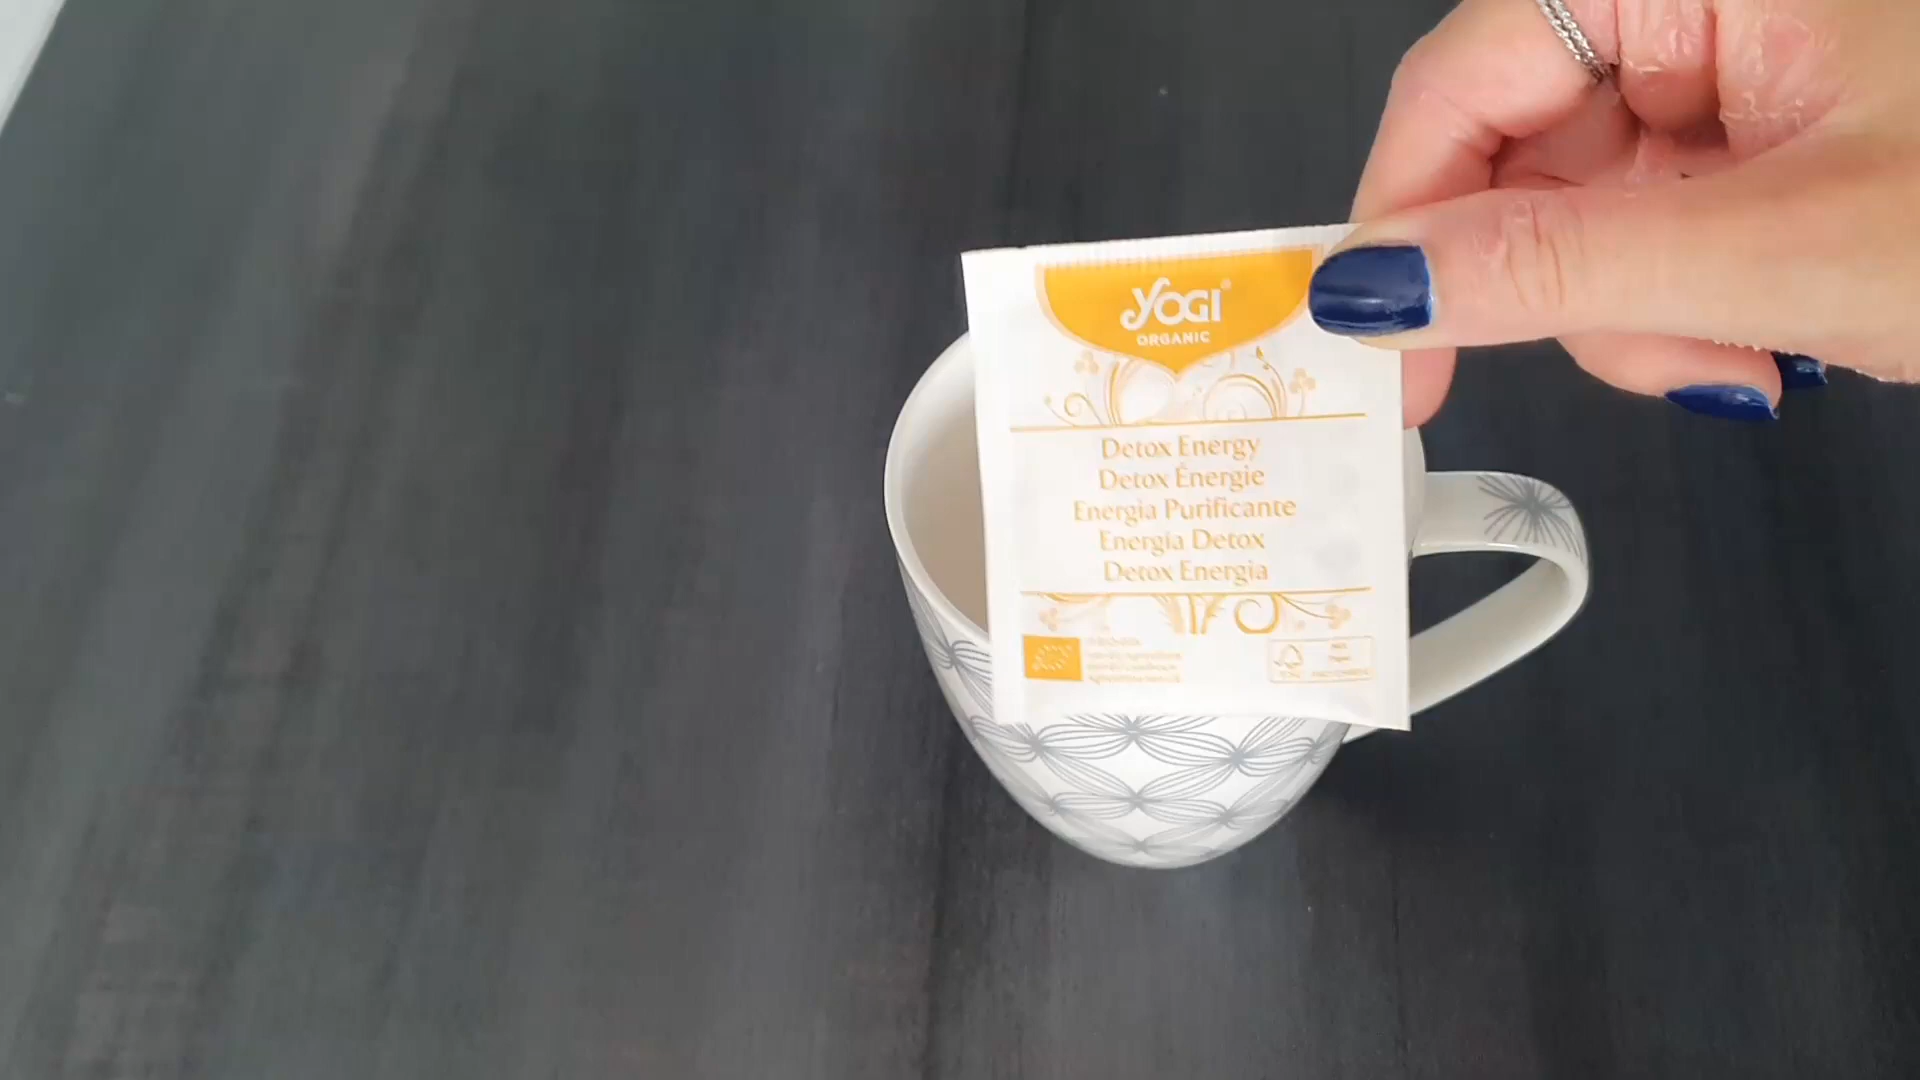 YOGI®
ORGANIC
Detox Energy
Detox Énergie
Energia Purificante
Energía Detox
Detox Energia